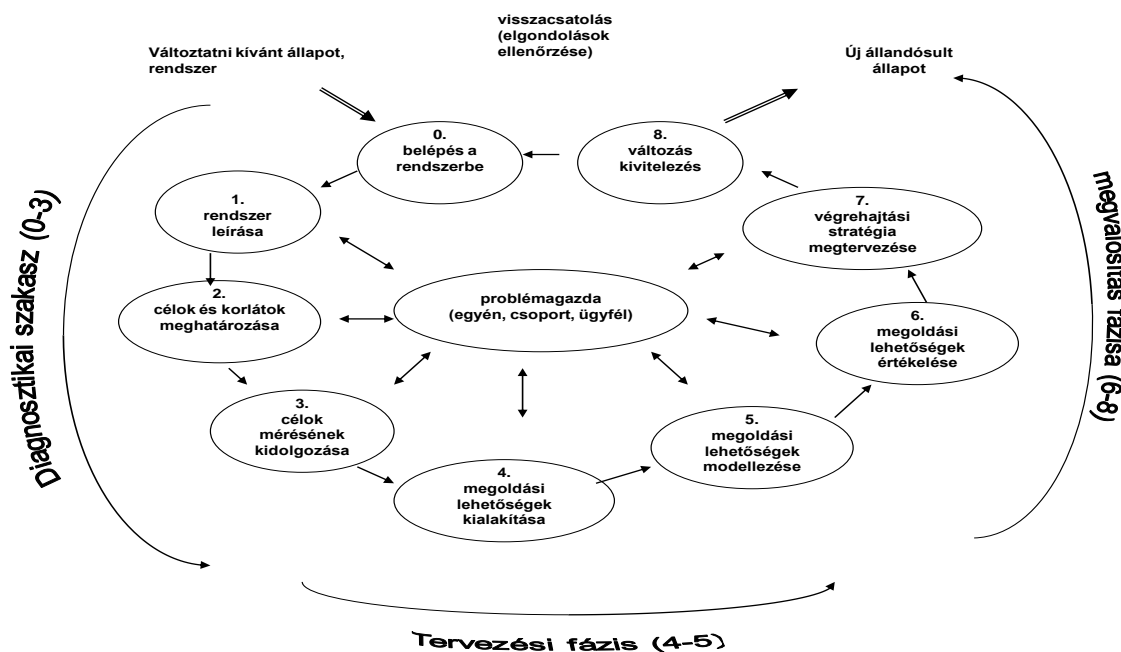 visszacsatolás
(elgondolások
ellenőrzése)
Változtatni kívánt állapot,
rendszer
Új állandósult
állapot
0.
belépés a
rendszerbe
8.
változás
kivitelezés
1.
rendszer
leírása
7.
végrehajtási
stratégia
megtervezése
2.
célok és korlátok
meghatározása
problémagazda
(egyén, csoport, ügyfél)
6.
megoldási
lehetőségek
értékelése
3.
célok
mérésének
kidolgozása
5.
megoldási
lehetőségek
modellezése
4.
megoldási
lehetőségek
kialakítása
Diagnosztikai szakasz (0-3)
megvalósítás fázisa (6-8)
Tervezési fázis (4-5)